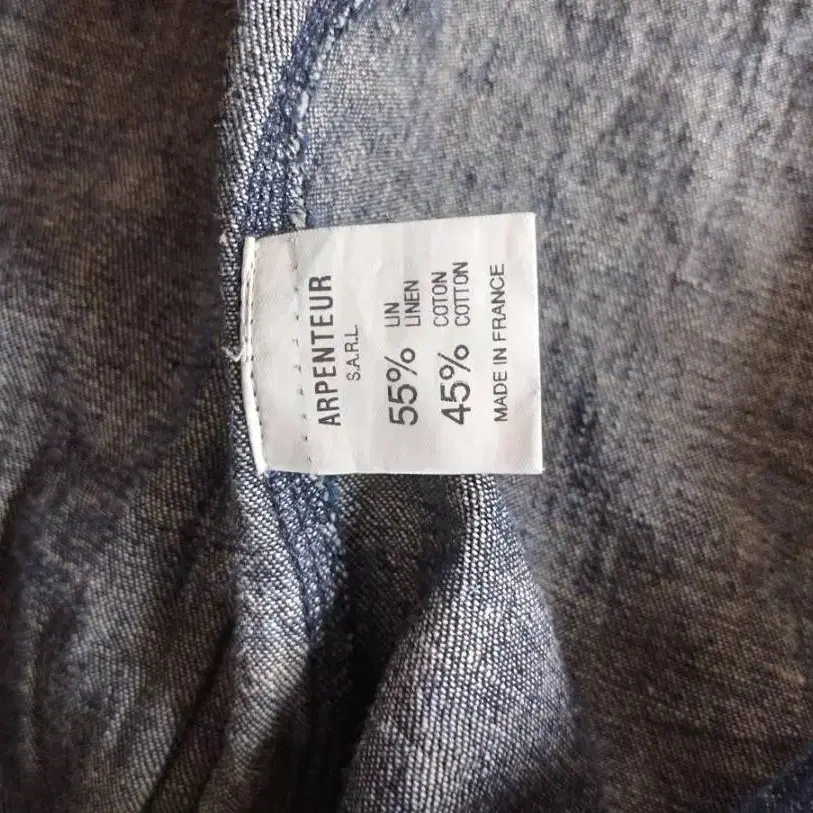 ARPENTEUR
S.A.R.L.
55% LIN
LINEN
45% COTON
COTTON
MADE IN FRANCE